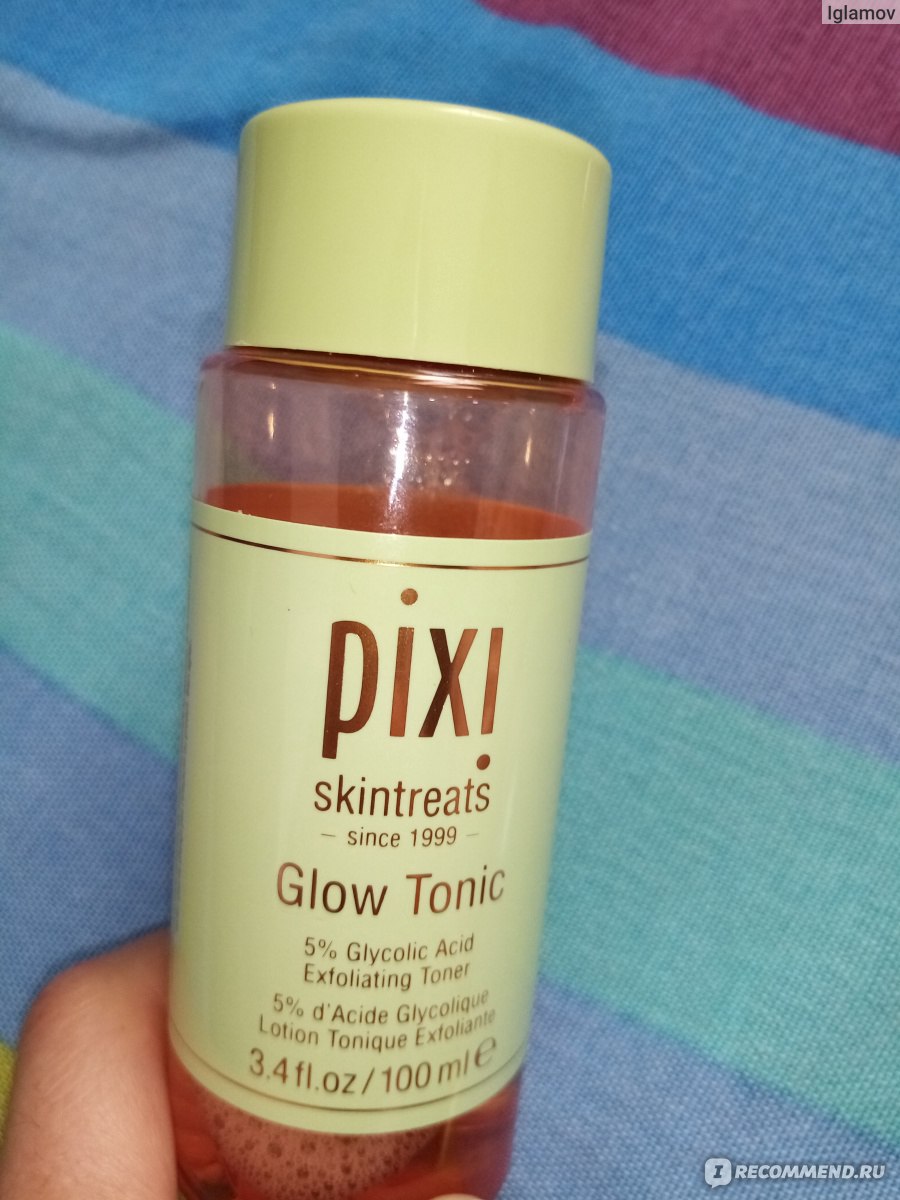 Iglamov
pixi
skintreats
– since 1999 –
Glow Tonic
5% Glycolic Acid
Exfoliating Toner
5% d'Acide Glycolique
Lotion Tonique Exfoliante
3.4 fl.oz / 100 ml ℮
IRECOMMEND.RU